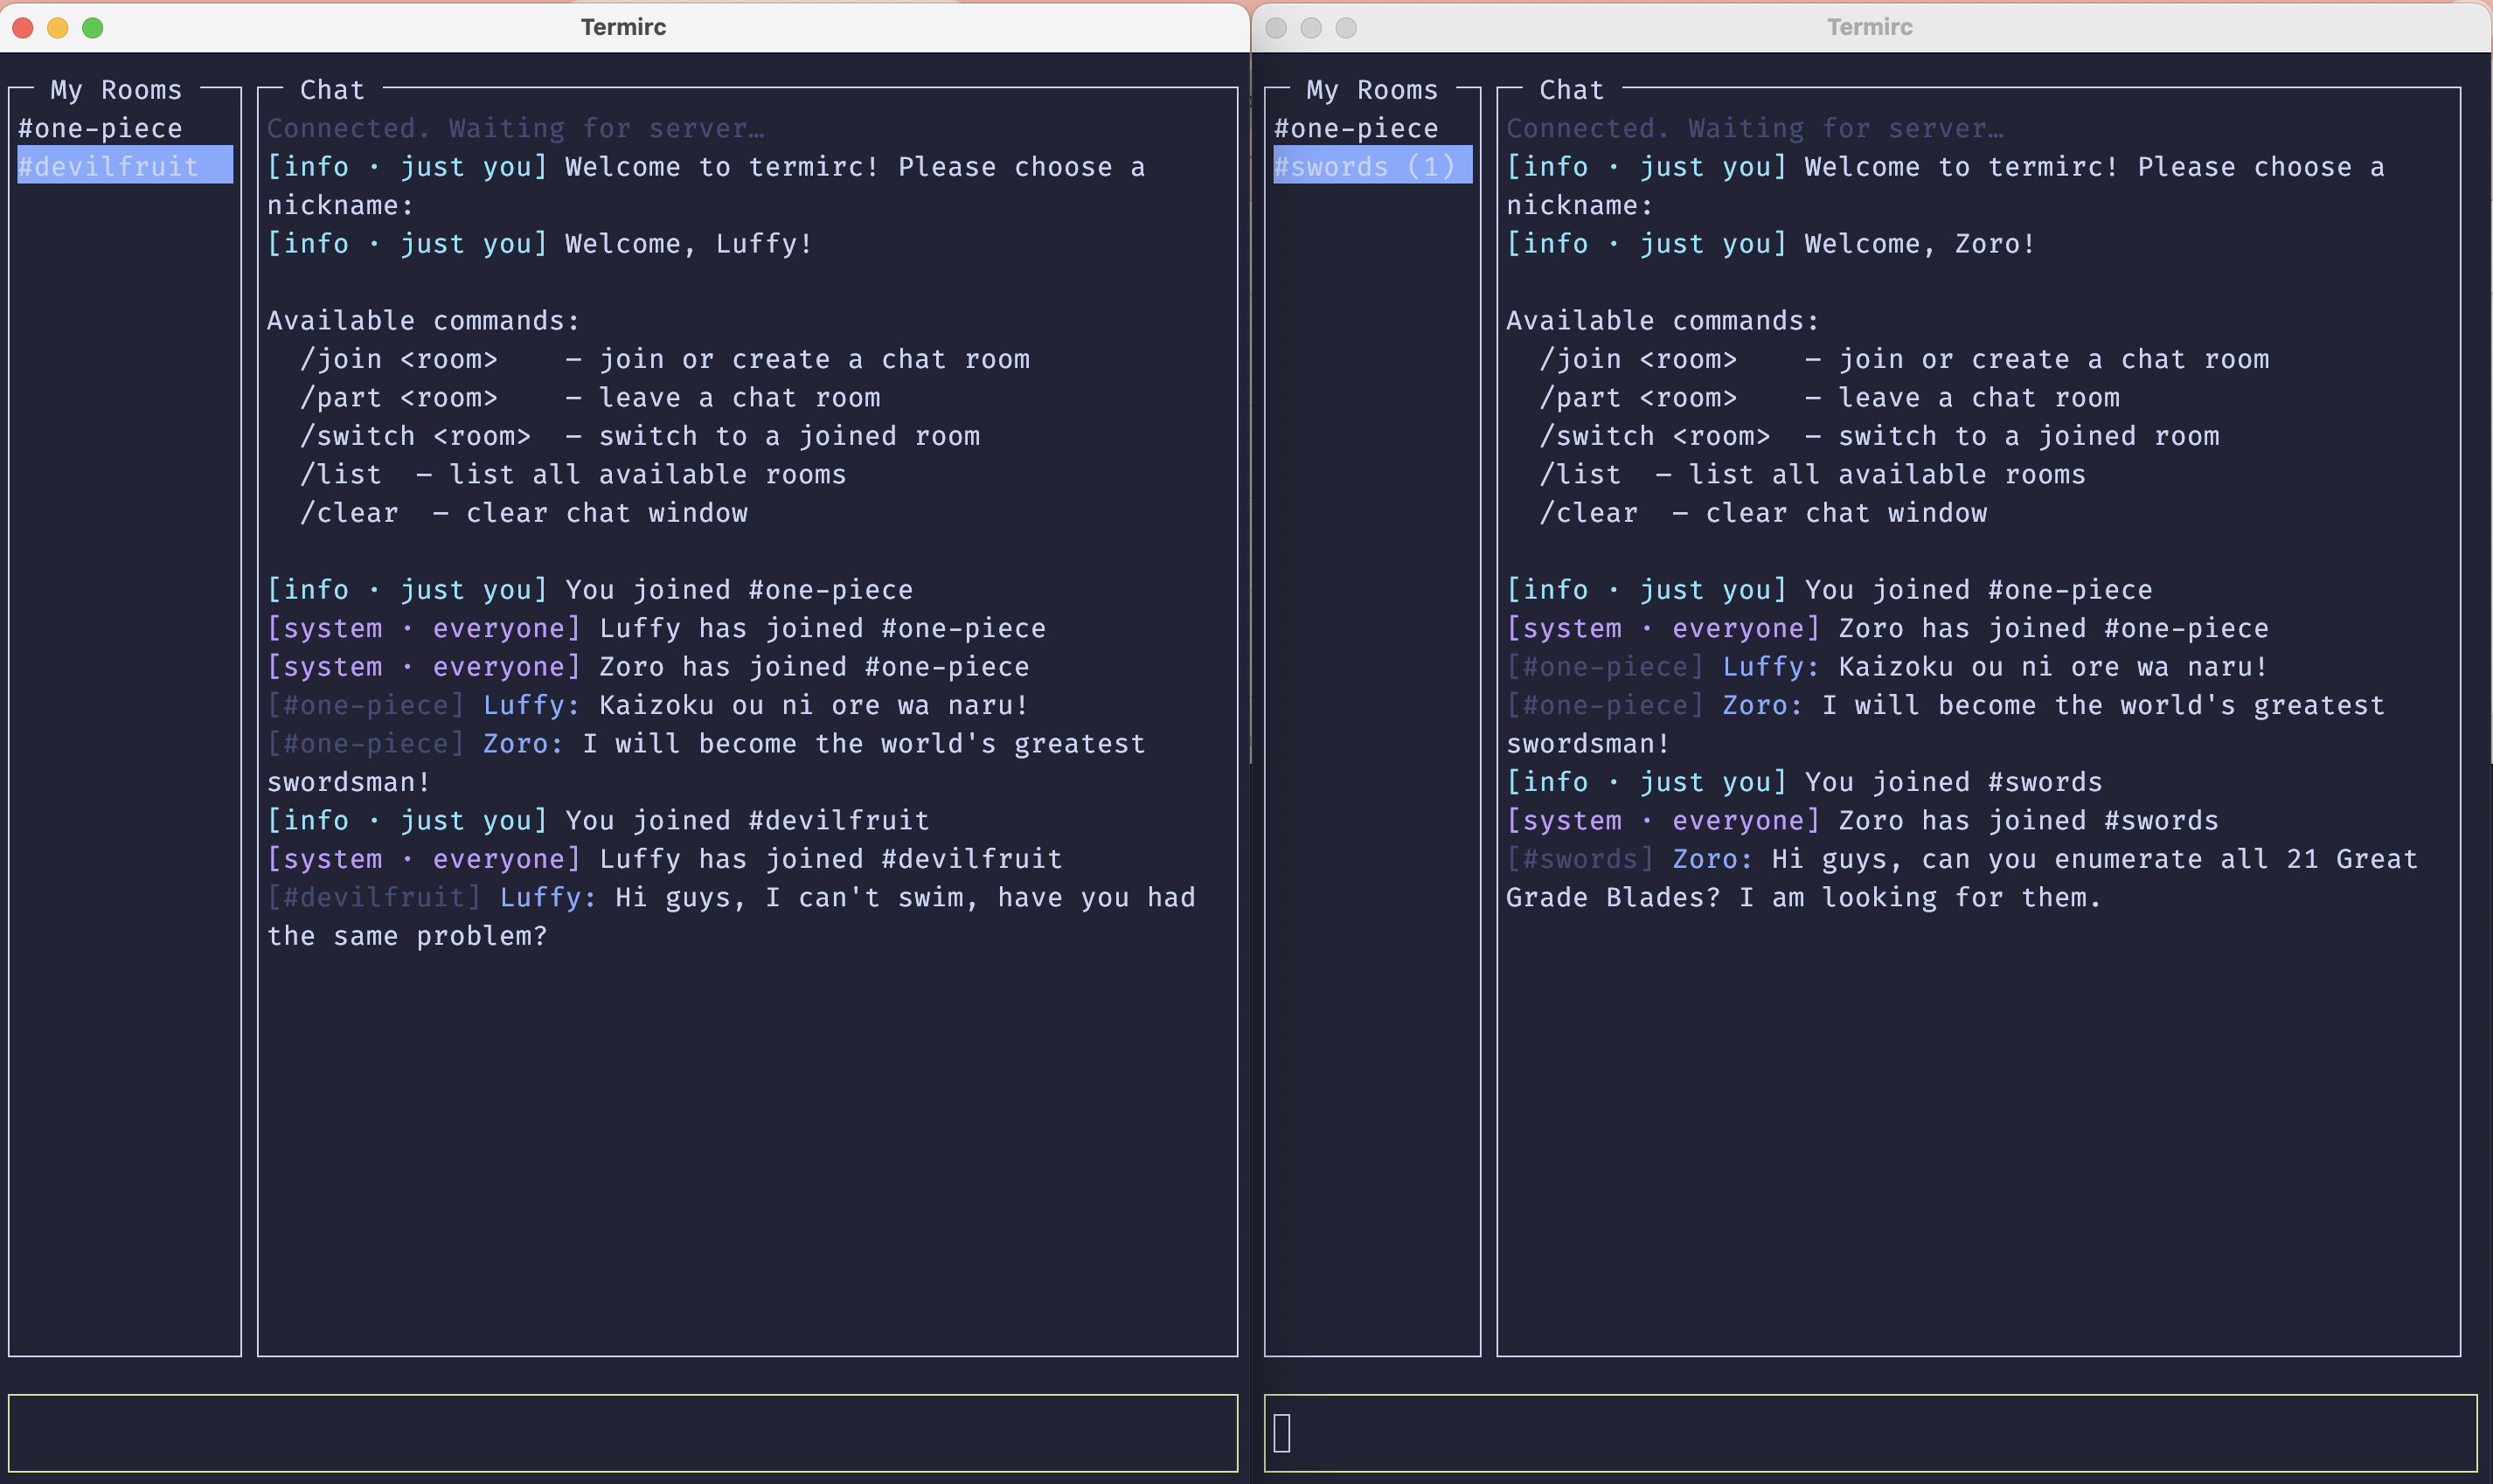 Termirc
My Rooms
#one-piece
#devilfruit
Chat
Connected. Waiting for server…
[info · just you] Welcome to termirc! Please choose a
nickname:
[info · just you] Welcome, Luffy!
Available commands:
/join <room>    — join or create a chat room
/part <room>    — leave a chat room
/switch <room>  — switch to a joined room
/list  — list all available rooms
/clear  — clear chat window
[info · just you] You joined #one-piece
[system · everyone] Luffy has joined #one-piece
[system · everyone] Zoro has joined #one-piece
[#one-piece] Luffy: Kaizoku ou ni ore wa naru!
[#one-piece] Zoro: I will become the world's greatest
swordsman!
[info · just you] You joined #devilfruit
[system · everyone] Luffy has joined #devilfruit
[#devilfruit] Luffy: Hi guys, I can't swim, have you had
the same problem?
Termirc
My Rooms
#one-piece
#swords (1)
Chat
Connected. Waiting for server…
[info · just you] Welcome to termirc! Please choose a
nickname:
[info · just you] Welcome, Zoro!
Available commands:
/join <room>    — join or create a chat room
/part <room>    — leave a chat room
/switch <room>  — switch to a joined room
/list  — list all available rooms
/clear  — clear chat window
[info · just you] You joined #one-piece
[system · everyone] Zoro has joined #one-piece
[#one-piece] Luffy: Kaizoku ou ni ore wa naru!
[#one-piece] Zoro: I will become the world's greatest
swordsman!
[info · just you] You joined #swords
[system · everyone] Zoro has joined #swords
[#swords] Zoro: Hi guys, can you enumerate all 21 Great
Grade Blades? I am looking for them.